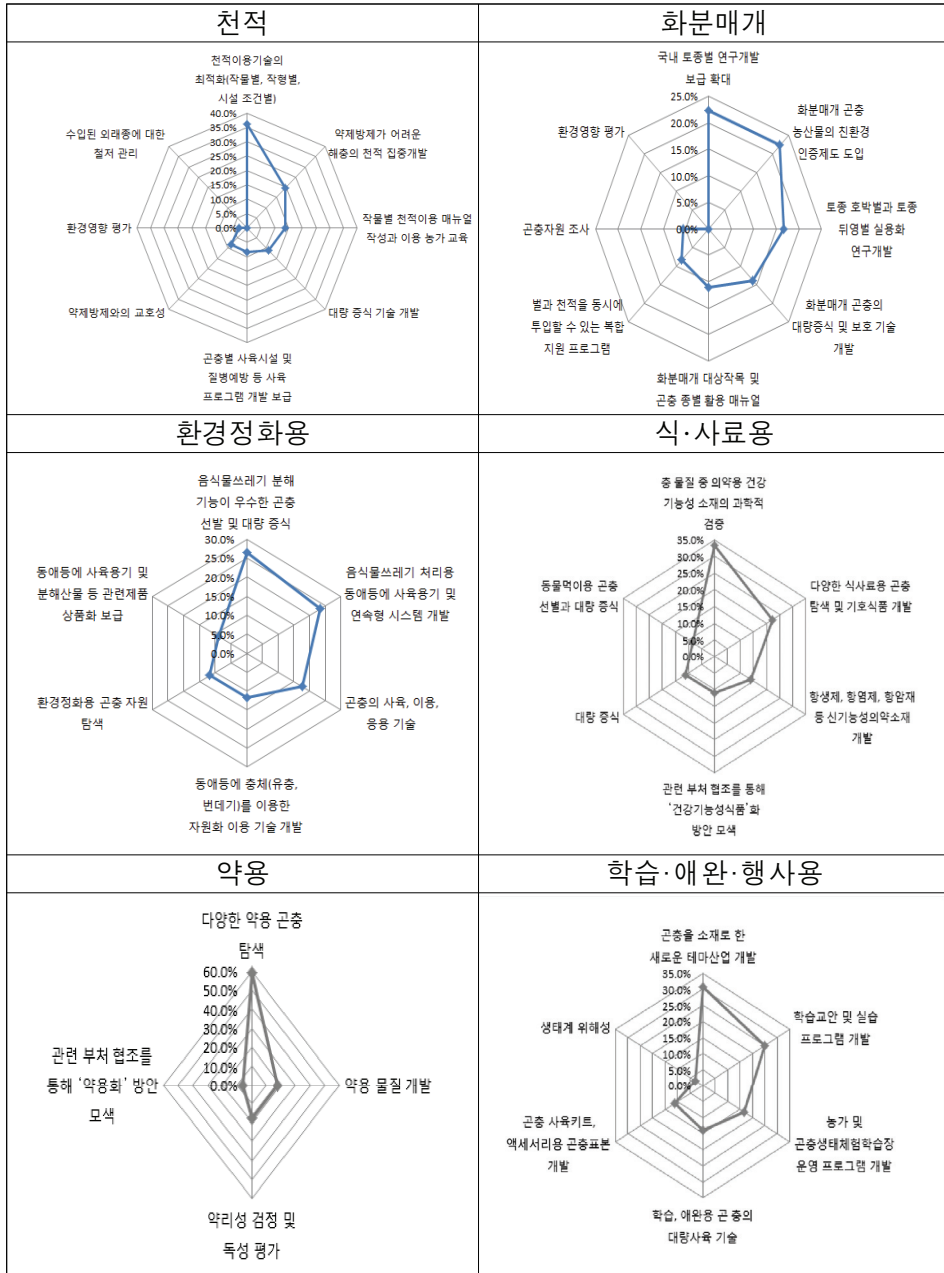 천적
화분매개
천적이용기술의
최적화(작물별, 작형별,
시설 조건별)
40.0%
35.0%
30.0%
25.0%
20.0%
15.0%
10.0%
5.0%
0.0%
약제방제가 어려운
해충의 천적 집중개발
작물별 천적이용 매뉴얼
작성과 이용 농가 교육
대량 증식 기술 개발
곤충별 사육시설 및
질병예방 등 사육
프로그램 개발 보급
약제방제와의 교호성
환경영향 평가
수입된 외래종에 대한
철저 관리
국내 토종벌 연구개발
보급 확대
25.0%
20.0%
15.0%
10.0%
5.0%
0.0%
화분매개 곤충
농산물의 친환경
인증제도 도입
토종 호박벌과 토종
뒤영벌 실용화
연구개발
화분매개 곤충의
대량증식 및 보호 기술
개발
화분매개 대상작목 및
곤충 종별 활용 매뉴얼
벌과 천적을 동시에
투입할 수 있는 복합
지원 프로그램
곤충자원 조사
환경영향 평가
환경정화용
식·사료용
음식물쓰레기 분해
기능이 우수한 곤충
선발 및 대량 증식
30.0%
25.0%
20.0%
15.0%
10.0%
5.0%
0.0%
음식물쓰레기 처리용
동애등에 사육용기 및
연속형 시스템 개발
곤충의 사육, 이용,
응용 기술
동애등에 충체(유충,
번데기)를 이용한
자원화 이용 기술 개발
환경정화용 곤충 자원
탐색
동애등에 사육용기 및
분해산물 등 관련제품
상품화 보급
충 물질 중 의약용 건강
기능성 소재의 과학적
검증
35.0%
30.0%
25.0%
20.0%
15.0%
10.0%
5.0%
0.0%
다양한 식사료용 곤충
탐색 및 기호식품 개발
항생제, 항염제, 항암재
등 신기능성의약소재
개발
관련 부처 협조를 통해
‘건강기능성식품’화
방안 모색
대량 증식
동물먹이용 곤충
선별과 대량 증식
약용
학습·애완·행사용
다양한 약용 곤충
탐색
60.0%
50.0%
40.0%
30.0%
20.0%
10.0%
0.0%
약용 물질 개발
약리성 검정 및
독성 평가
관련 부처 협조를
통해 ‘약용화’ 방안
모색
곤충을 소재로 한
새로운 테마산업 개발
35.0%
30.0%
25.0%
20.0%
15.0%
10.0%
5.0%
0.0%
학습교안 및 실습
프로그램 개발
농가 및
곤충생태체험학습장
운영 프로그램 개발
학습, 애완용 곤 충의
대량사육 기술
곤충 사육키트,
액세서리용 곤충표본
개발
생태계 위해성